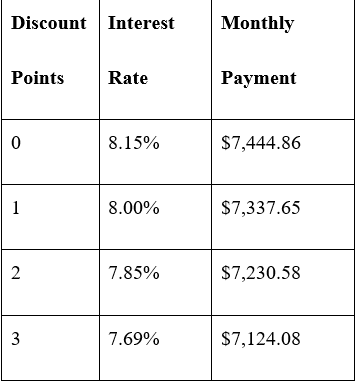 Discount Interest Monthly
Points Rate Payment
0 8.15% $7,444.86
1 8.00% $7,337.65
2 7.85% $7,230.58
3 7.69% $7,124.08